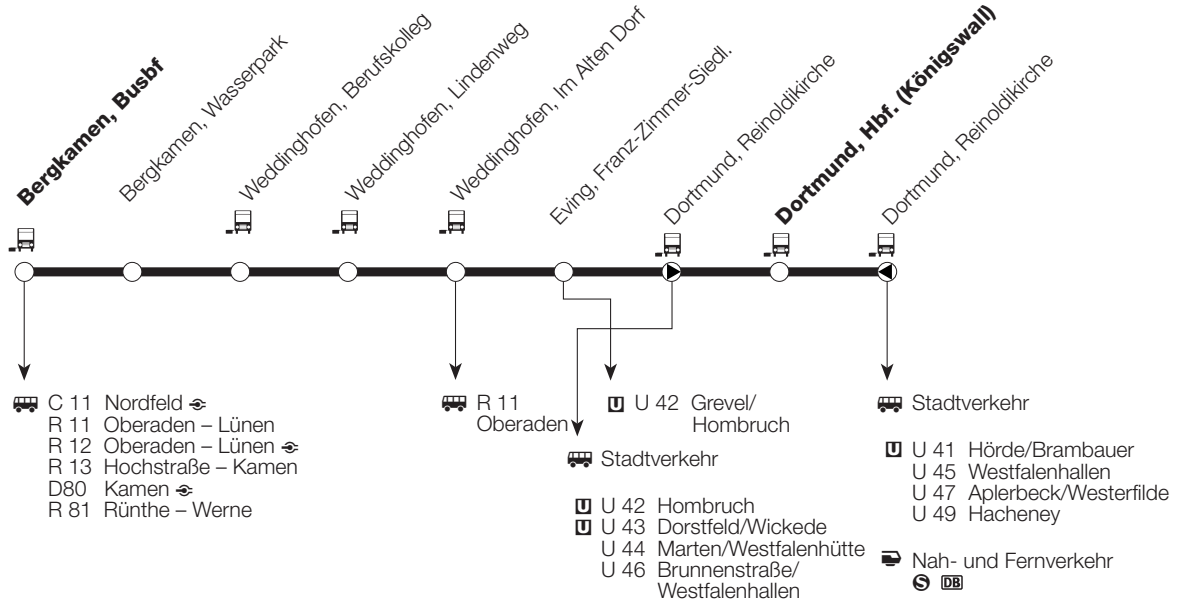 Bergkamen, Busbf
Bergkamen, Wasserpark
Weddinghofen, Berufskolleg
Weddinghofen, Lindenweg
Weddinghofen, Im Alten Dorf
Eving, Franz-Zimmer-Siedl.
Dortmund, Reinoldikirche
Dortmund, Hbf. (Königswall)
Dortmund, Reinoldikirche
C 11 Nordfeld
R 11 Oberaden – Lünen
R 12 Oberaden – Lünen
R 13 Hochstraße – Kamen
D80 Kamen
R 81 Rünthe – Werne
R 11
Oberaden
U U 42 Grevel/
Hombruch
Stadtverkehr
U U 42 Hombruch
U U 43 Dorstfeld/Wickede
U 44 Marten/Westfalenhütte
U 46 Brunnenstraße/
Westfalenhallen
Stadtverkehr
U U 41 Hörde/Brambauer
U 45 Westfalenhallen
U 47 Aplerbeck/Westerfilde
U 49 Hacheney
Nah- und Fernverkehr
S DB